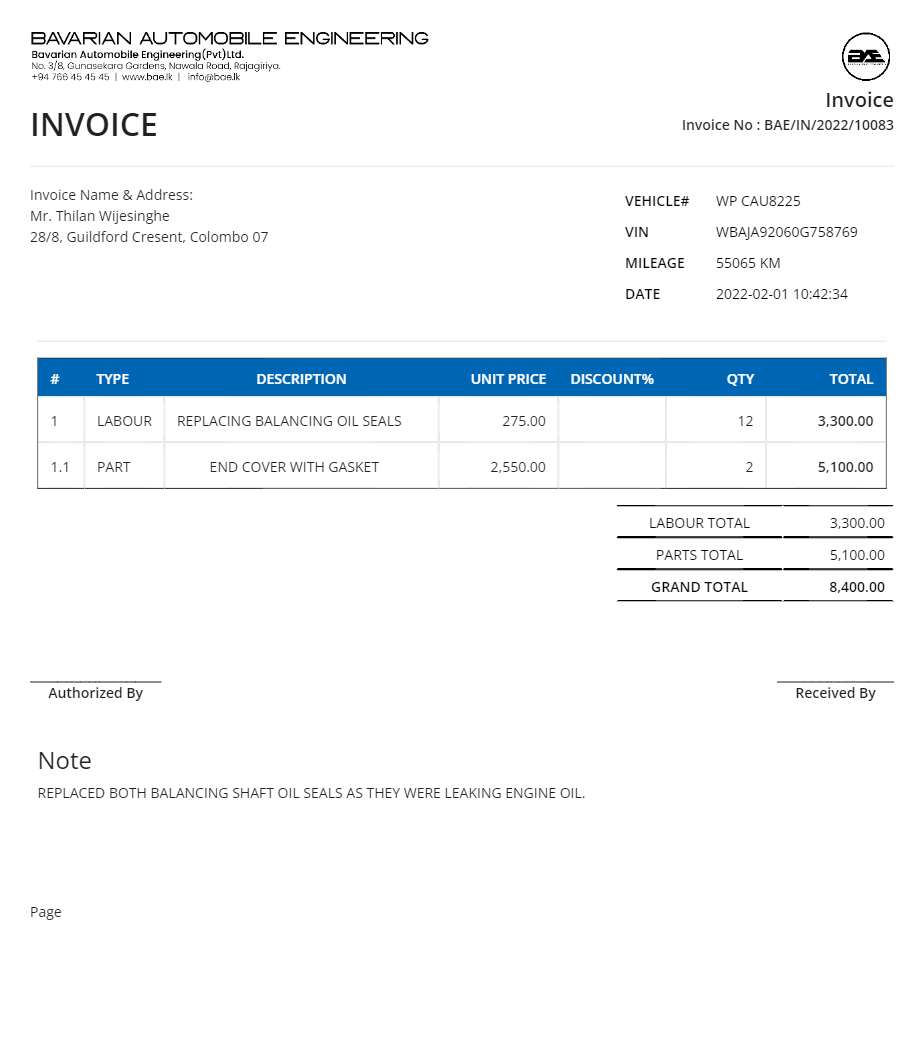 BAVARIAN AUTOMOBILE ENGINEERING
Bavarian Automobile Engineering(Pvt)Ltd.
No. 3/8, Gunasekara Gardens, Nawala Road, Rajagiriya.
+94 766 45 45 45 | www.bae.lk | info@bae.lk
BAE
Invoice
INVOICE
Invoice No : BAE/IN/2022/10083
Invoice Name & Address:
Mr. Thilan Wijesinghe
28/8, Guildford Cresent, Colombo 07
VEHICLE# WP CAU8225
VIN WBAJA92060G758769
MILEAGE 55065 KM
DATE 2022-02-01 10:42:34
# TYPE DESCRIPTION UNIT PRICE DISCOUNT% QTY TOTAL
1 LABOUR REPLACING BALANCING OIL SEALS 275.00 12 3,300.00
1.1 PART END COVER WITH GASKET 2,550.00 2 5,100.00
LABOUR TOTAL 3,300.00
PARTS TOTAL 5,100.00
GRAND TOTAL 8,400.00
Authorized By Received By
Note
REPLACED BOTH BALANCING SHAFT OIL SEALS AS THEY WERE LEAKING ENGINE OIL.
Page